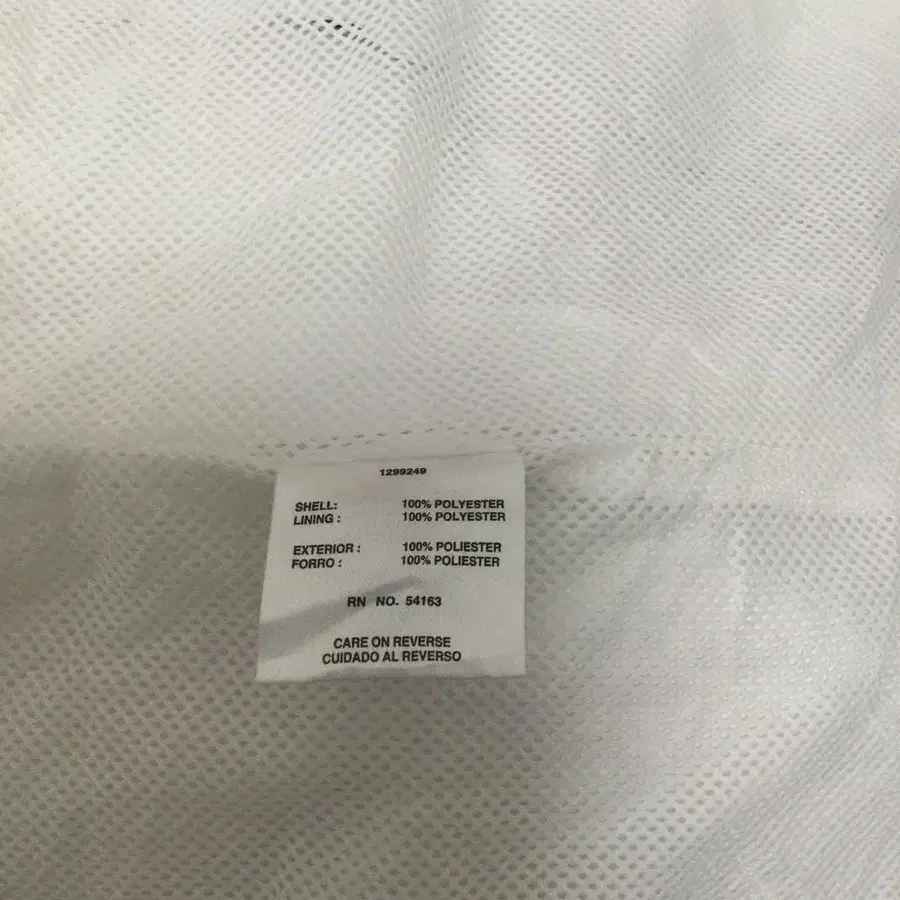 1299249
SHELL: 100% POLYESTER
LINING : 100% POLYESTER
EXTERIOR : 100% POLIESTER
FORRO : 100% POLIESTER
RN NO. 54163
CARE ON REVERSE
CUIDADO AL REVERSO